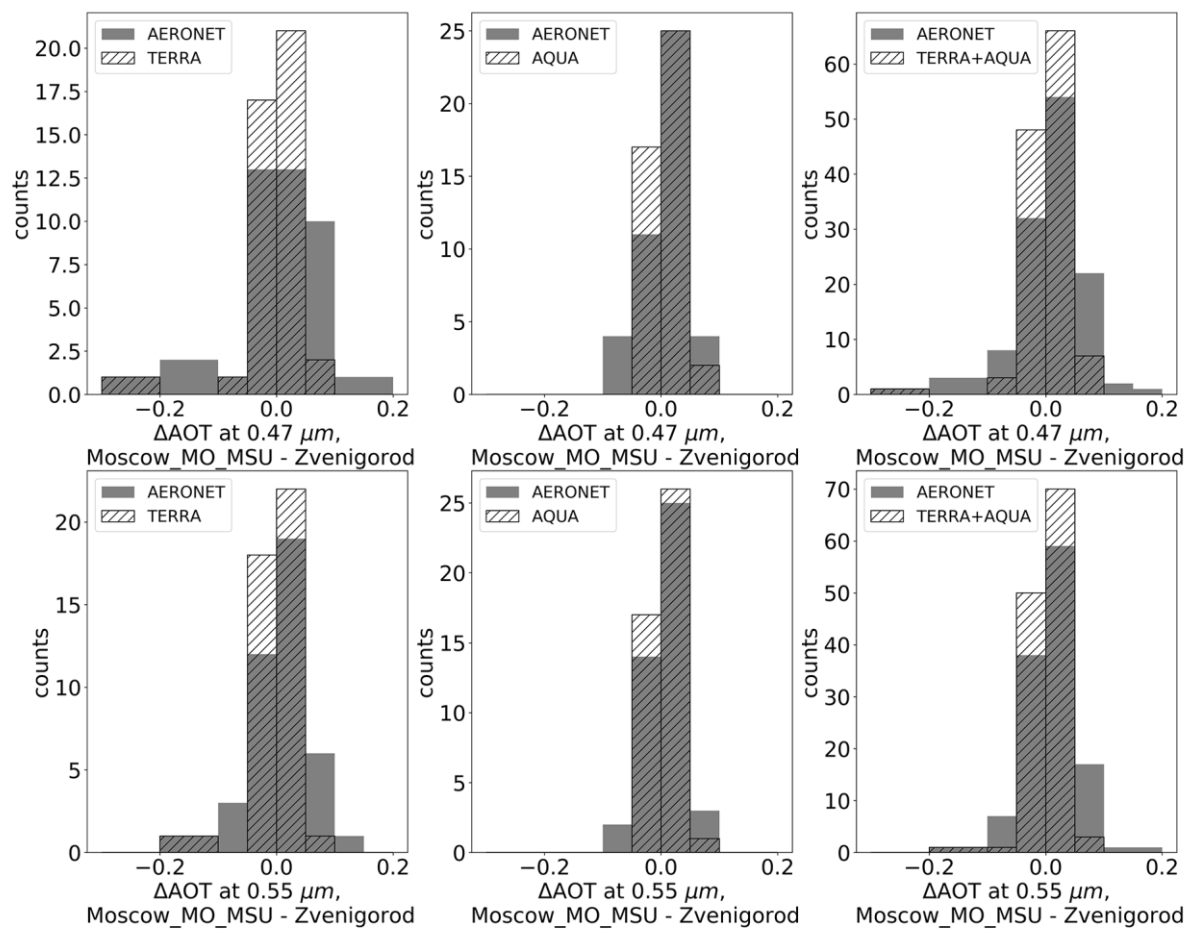 AERONET
TERRA
20.0
17.5
15.0
12.5
10.0
7.5
5.0
2.5
0.0
counts
−0.2 0.0 0.2
ΔAOT at 0.47 μm,
Moscow_MO_MSU - Zvenigorod
AERONET
AQUA
25
20
15
10
5
0
counts
−0.2 0.0 0.2
ΔAOT at 0.47 μm,
Moscow_MO_MSU - Zvenigorod
AERONET
TERRA+AQUA
60
50
40
30
20
10
0
counts
−0.2 0.0 0.2
ΔAOT at 0.47 μm,
Moscow_MO_MSU - Zvenigorod
AERONET
TERRA
20
15
10
5
0
counts
−0.2 0.0 0.2
ΔAOT at 0.55 μm,
Moscow_MO_MSU - Zvenigorod
AERONET
AQUA
25
20
15
10
5
0
counts
−0.2 0.0 0.2
ΔAOT at 0.55 μm,
Moscow_MO_MSU - Zvenigorod
AERONET
TERRA+AQUA
70
60
50
40
30
20
10
0
counts
−0.2 0.0 0.2
ΔAOT at 0.55 μm,
Moscow_MO_MSU - Zvenigorod